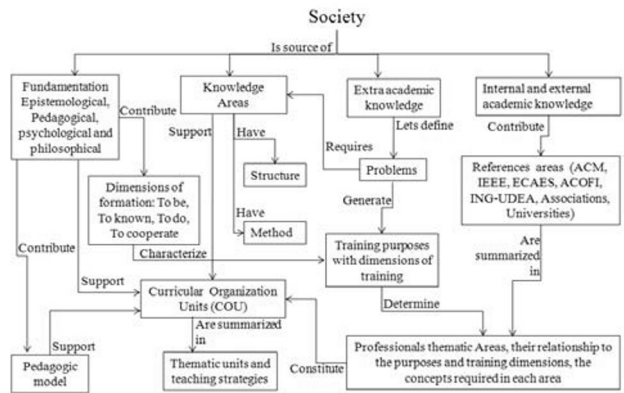 Society
Is source of
Fundamentation
Epistemological,
Pedagogical,
psychological and
philosophical
Knowledge
Areas
Extra academic
knowledge
Internal and external
academic knowledge
Contribute
Support
Have
Requires
Lets define
Contribute
Structure
Problems
References areas (ACM,
IEEE, ECAES, ACOFI,
ING-UDEA, Associations,
Universities)
Dimensions of
formation: To be,
To known, To do,
To cooperate
Have
Method
Generate
Contribute
Characterize
Training purposes
with dimensions of
training
Are
summarized
in
Support
Curricular Organization
Units (COU)
Determine
Support
Are summarized
in
Constitute
Professionals thematic Areas, their relationship to
the purposes and training dimensions, the
concepts required in each area
Pedagogic
model
Thematic units and
teaching strategies